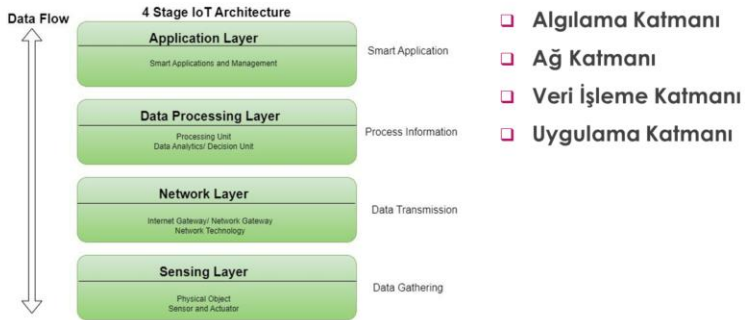 Data Flow
4 Stage IoT Architecture
Application Layer
Smart Applications and Management
Smart Application
Data Processing Layer
Processing Unit
Data Analytics/ Decision Unit
Process Information
Network Layer
Internet Gateway/ Network Gateway
Network Technology
Data Transmission
Sensing Layer
Physical Object
Sensor and Actuator
Data Gathering
Algılama Katmanı
Ağ Katmanı
Veri İşleme Katmanı
Uygulama Katmanı